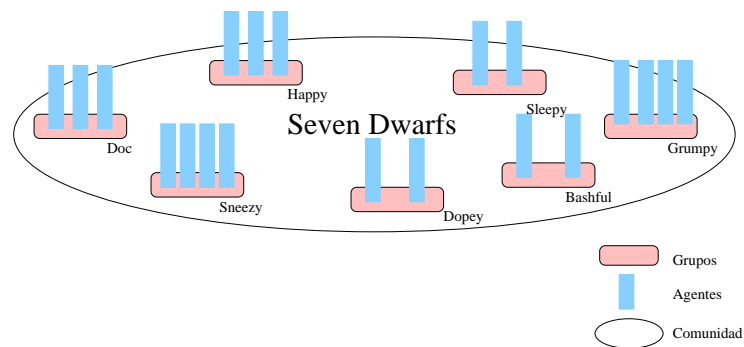 Happy
Sleepy
Seven Dwarfs
Doc
Grumpy
Sneezy
Dopey
Bashful
Grupos
Agentes
Comunidad